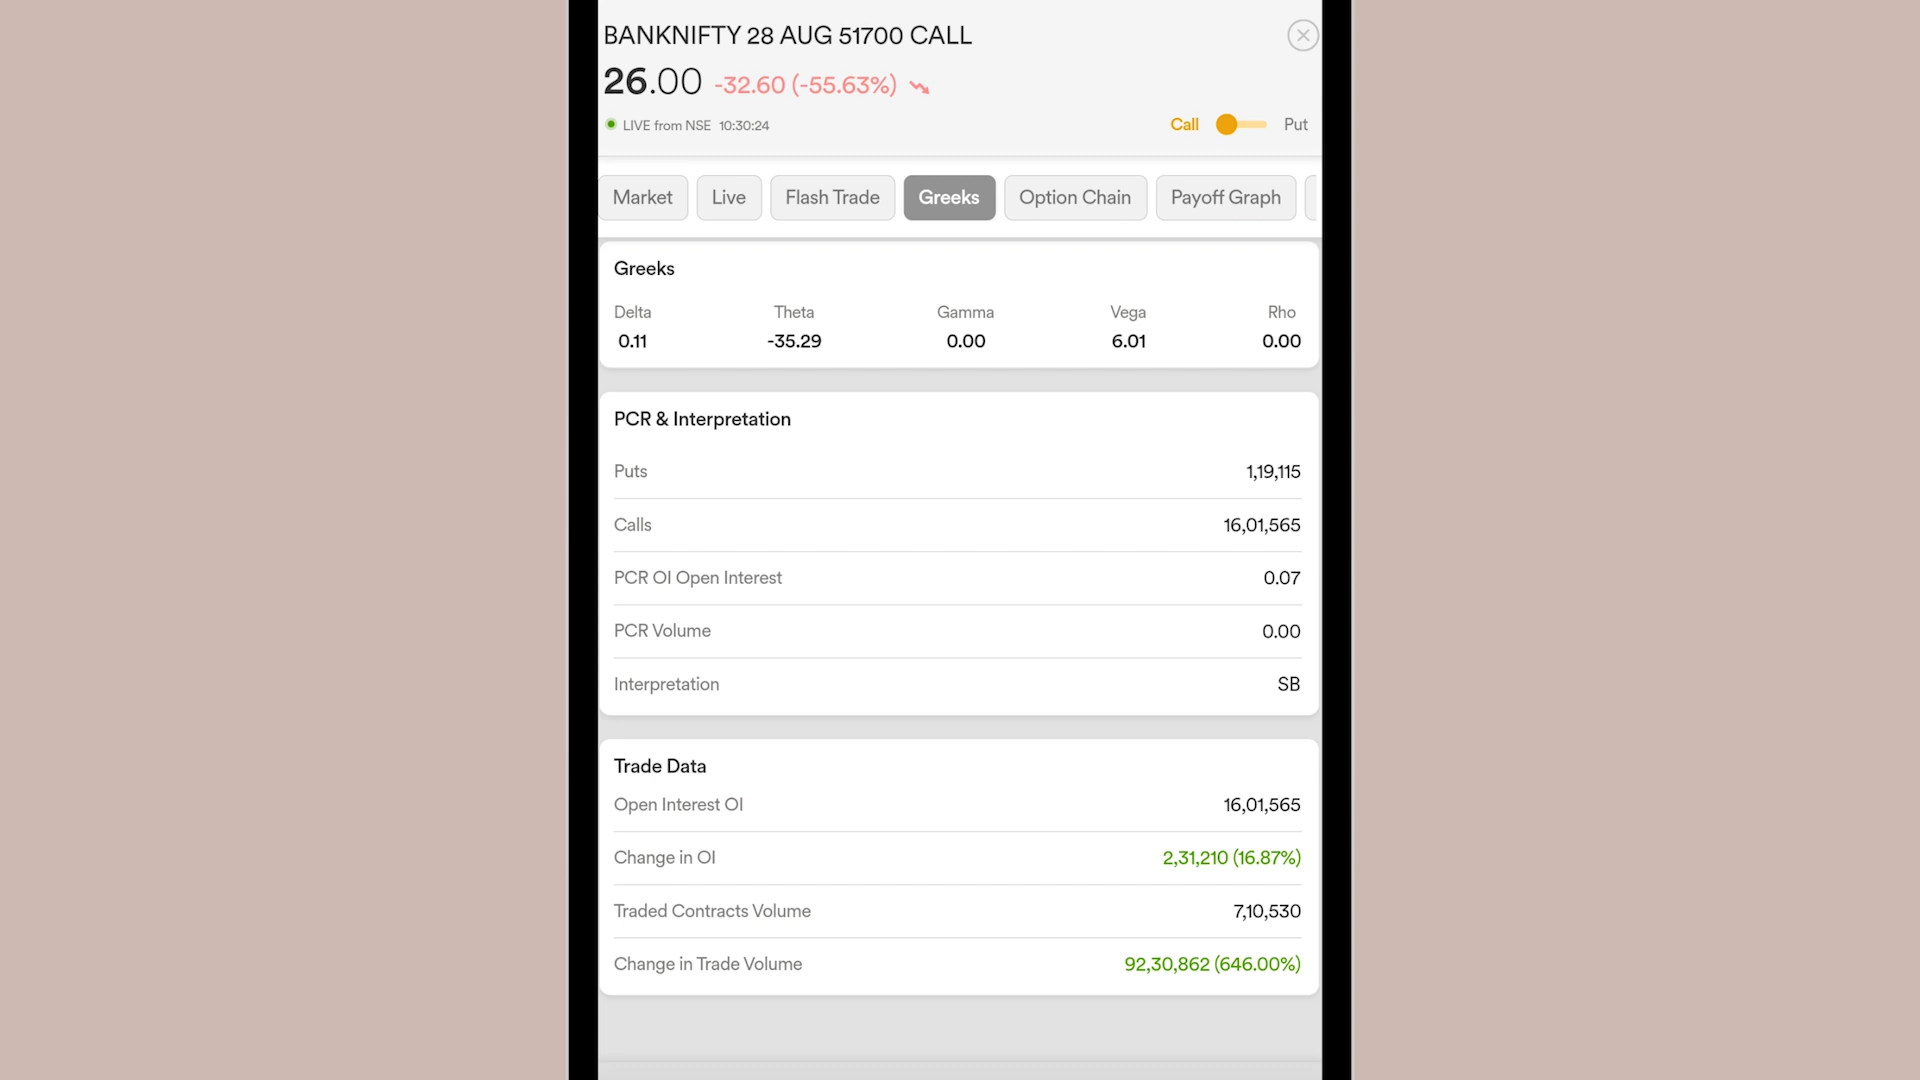 BANKNIFTY 28 AUG 51700 CALL
26.00 -32.60 (-55.63%)
LIVE from NSE 10:30:24
Call Put
Market Live Flash Trade Greeks Option Chain Payoff Graph
Greeks
Delta Theta Gamma Vega Rho
0.11 -35.29 0.00 6.01 0.00
PCR & Interpretation
Puts 1,19,115
Calls 16,01,565
PCR OI Open Interest 0.07
PCR Volume 0.00
Interpretation SB
Trade Data
Open Interest OI 16,01,565
Change in OI 2,31,210 (16.87%)
Traded Contracts Volume 7,10,530
Change in Trade Volume 92,30,862 (646.00%)